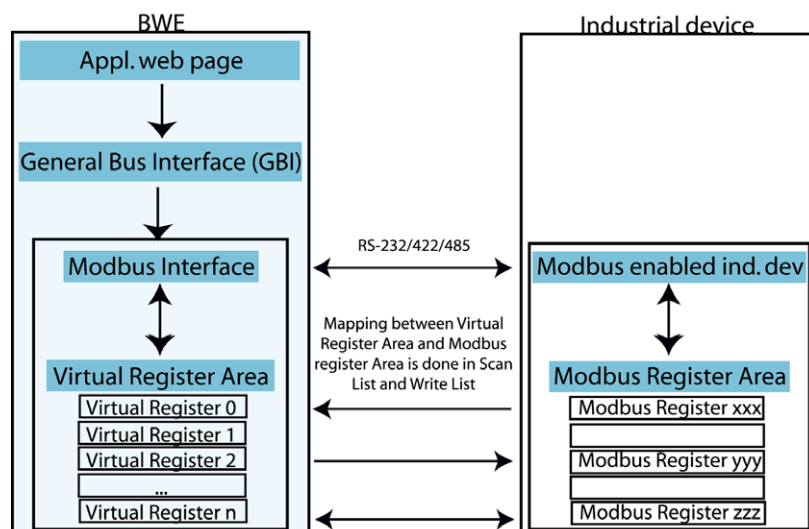 BWE
Appl. web page
General Bus Interface (GBI)
Modbus Interface
Virtual Register Area
Virtual Register 0
Virtual Register 1
Virtual Register 2
...
Virtual Register n
RS-232/422/485
Mapping between Virtual
Register Area and Modbus
register Area is done in Scan
List and Write List
Industrial device
Modbus enabled ind. dev
Modbus Register Area
Modbus Register xxx
Modbus Register yyy
Modbus Register zzz